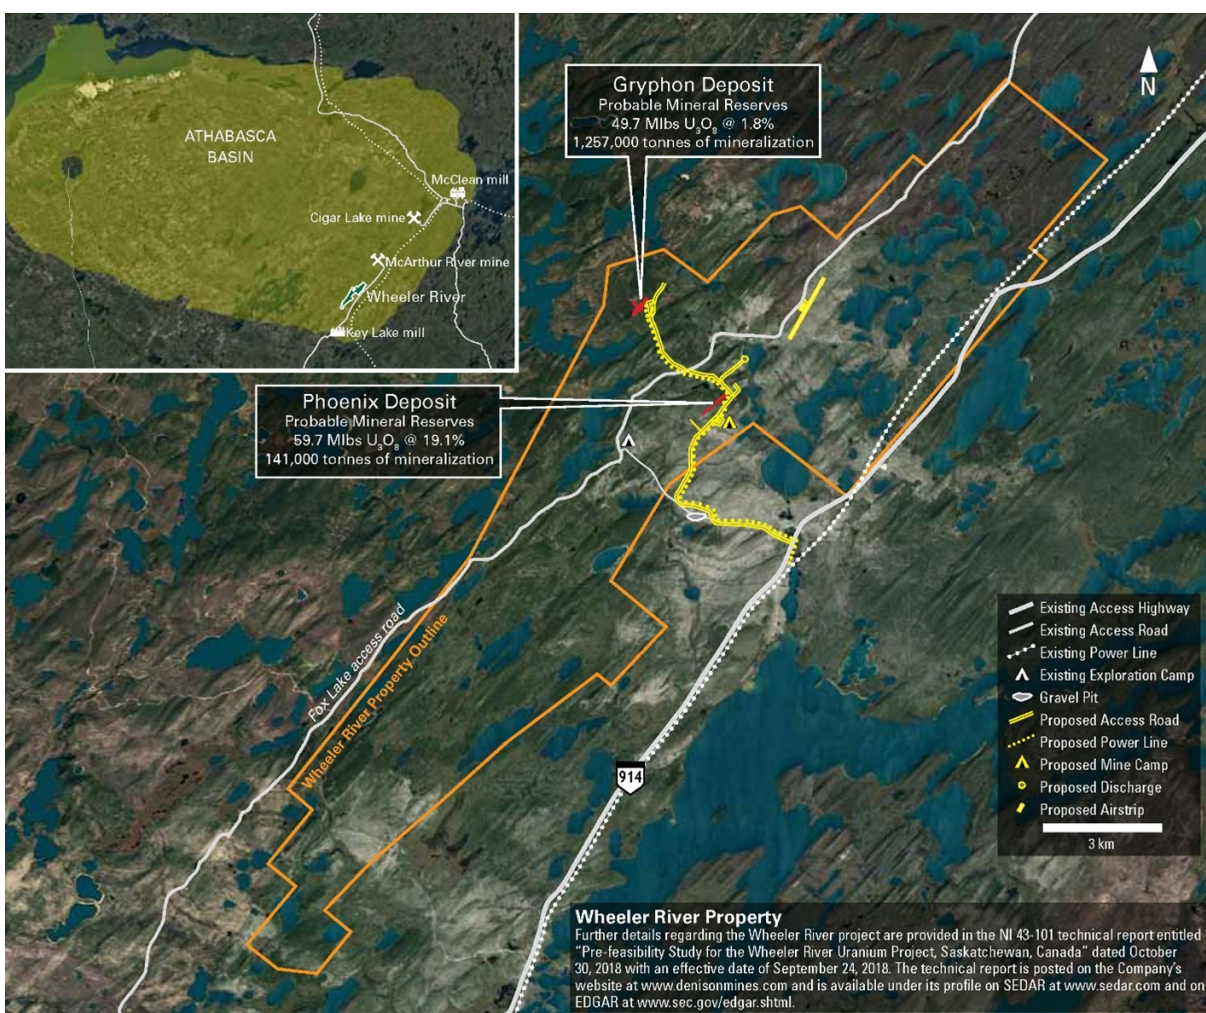 ATHABASCA
BASIN
McClean mill
Cigar Lake mine
McArthur River mine
Wheeler River
Key Lake mill
Gryphon Deposit
Probable Mineral Reserves
49.7 Mlbs U₃O₈ @ 1.8%
1,257,000 tonnes of mineralization
N
Phoenix Deposit
Probable Mineral Reserves
59.7 Mlbs U₃O₈ @ 19.1%
141,000 tonnes of mineralization
Fox Lake access road
Wheeler River Property Outline
914
Existing Access Highway
Existing Access Road
Existing Power Line
Existing Exploration Camp
Gravel Pit
Proposed Access Road
Proposed Power Line
Proposed Mine Camp
Proposed Discharge
Proposed Airstrip
3 km
Wheeler River Property
Further details regarding the Wheeler River project are provided in the NI 43-101 technical report entitled
“Pre-feasibility Study for the Wheeler River Uranium Project, Saskatchewan, Canada” dated October
30, 2018 with an effective date of September 24, 2018. The technical report is posted on the Company’s
website at www.denisonmines.com and is available under its profile on SEDAR at www.sedar.com and on
EDGAR at www.sec.gov/edgar.shtml.